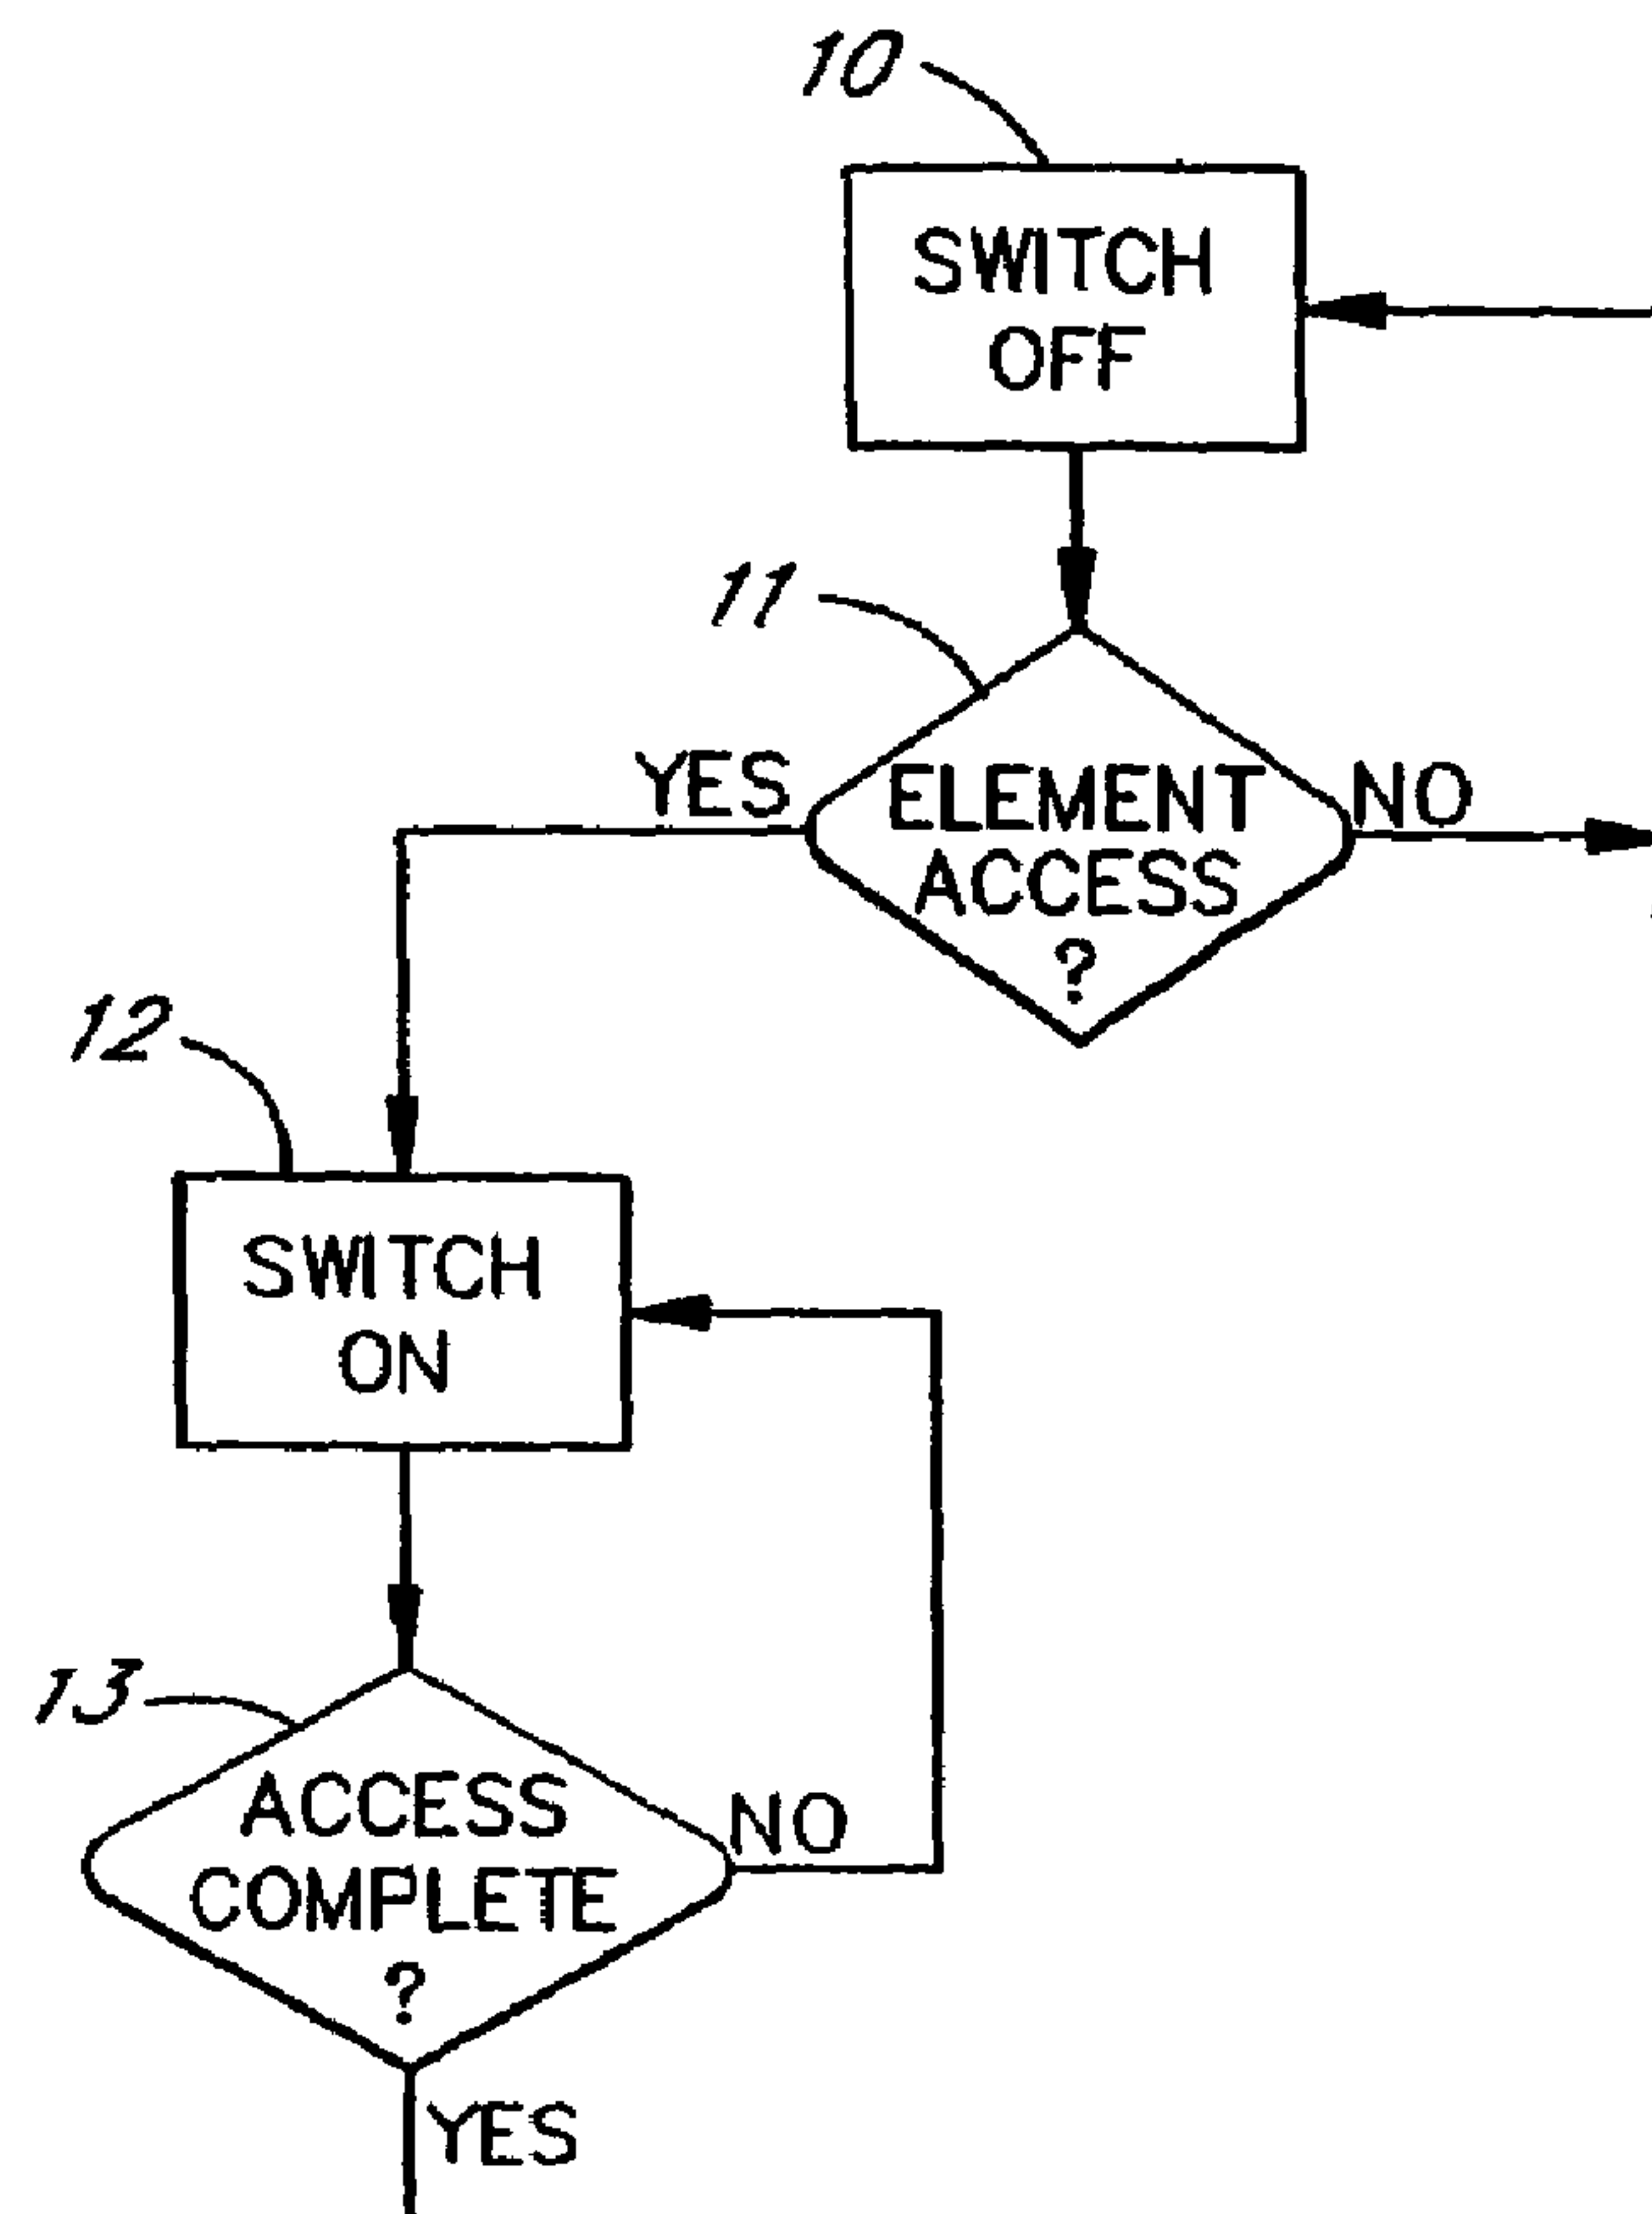 10
SWITCH
OFF
11
YES
ELEMENT
ACCESS
?
NO
12
SWITCH
ON
13
ACCESS
COMPLETE
?
NO
YES